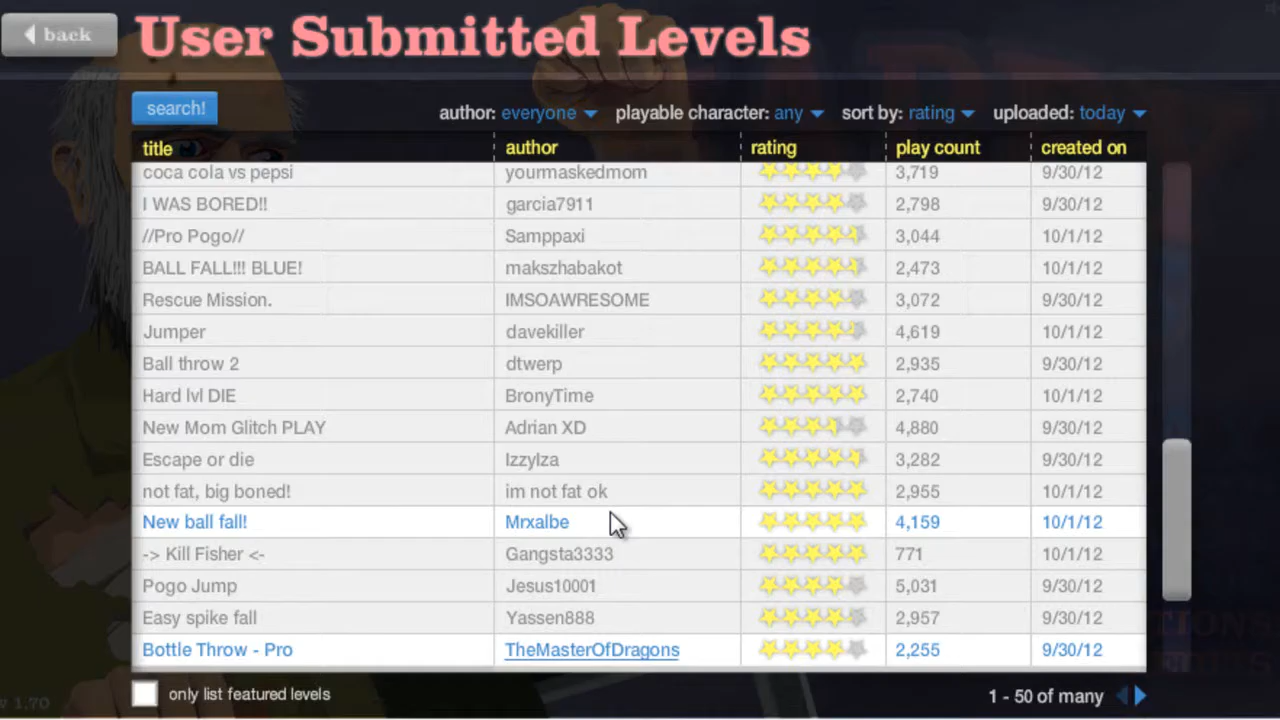 back
User Submitted Levels
search!
author: everyone playable character: any sort by: rating uploaded: today
title author rating play count created on
coca cola vs pepsi yourmaskedmom 3,719 9/30/12
I WAS BORED!! garcia7911 2,798 9/30/12
//Pro Pogo// Samppaxi 3,044 10/1/12
BALL FALL!!! BLUE! makszhabakot 2,473 10/1/12
Rescue Mission. IMSOAWRESOME 3,072 9/30/12
Jumper davekiller 4,619 10/1/12
Ball throw 2 dtwerp 2,935 9/30/12
Hard lvl DIE BronyTime 2,740 10/1/12
New Mom Glitch PLAY Adrian XD 4,880 9/30/12
Escape or die Izzylza 3,282 9/30/12
not fat, big boned! im not fat ok 2,955 10/1/12
New ball fall! Mrxalbe 4,159 10/1/12
-> Kill Fisher <- Gangsta3333 771 10/1/12
Pogo Jump Jesus10001 5,031 9/30/12
Easy spike fall Yassen888 2,957 9/30/12
Bottle Throw - Pro TheMasterOfDragons 2,255 9/30/12
only list featured levels 1 - 50 of many
v 1.70